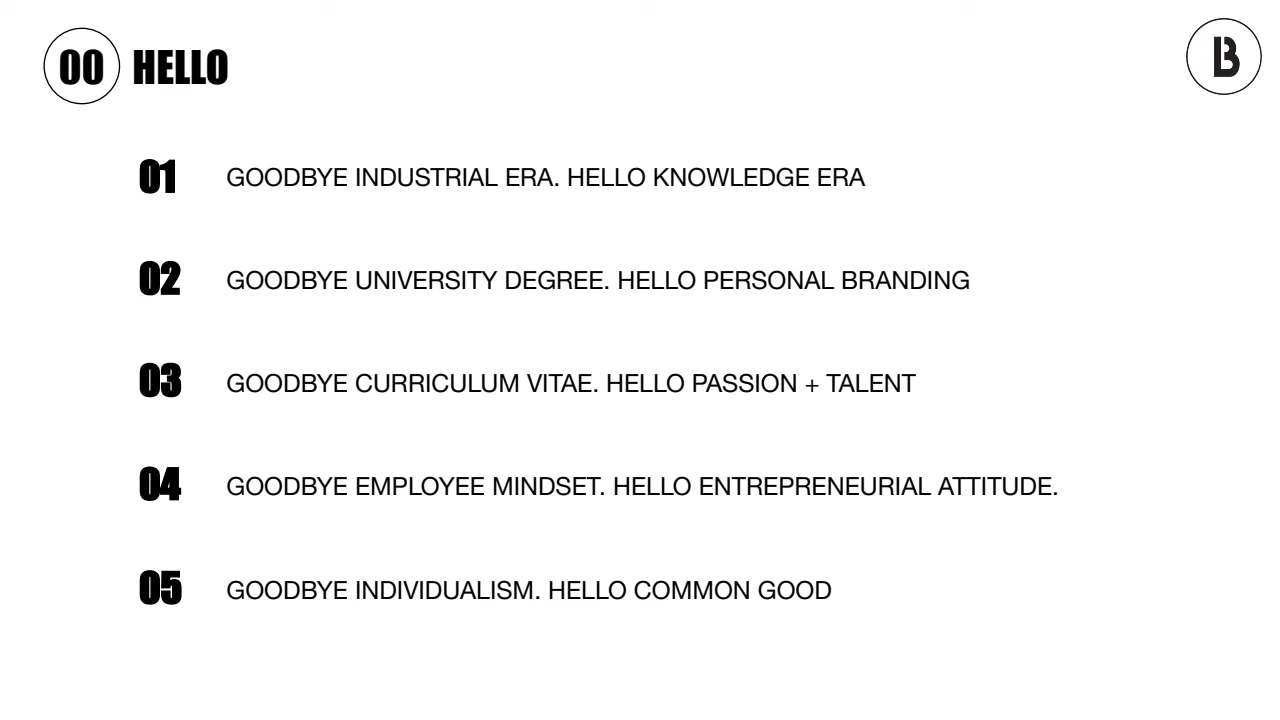 00 HELLO
B
01 GOODBYE INDUSTRIAL ERA. HELLO KNOWLEDGE ERA
02 GOODBYE UNIVERSITY DEGREE. HELLO PERSONAL BRANDING
03 GOODBYE CURRICULUM VITAE. HELLO PASSION + TALENT
04 GOODBYE EMPLOYEE MINDSET. HELLO ENTREPRENEURIAL ATTITUDE.
05 GOODBYE INDIVIDUALISM. HELLO COMMON GOOD